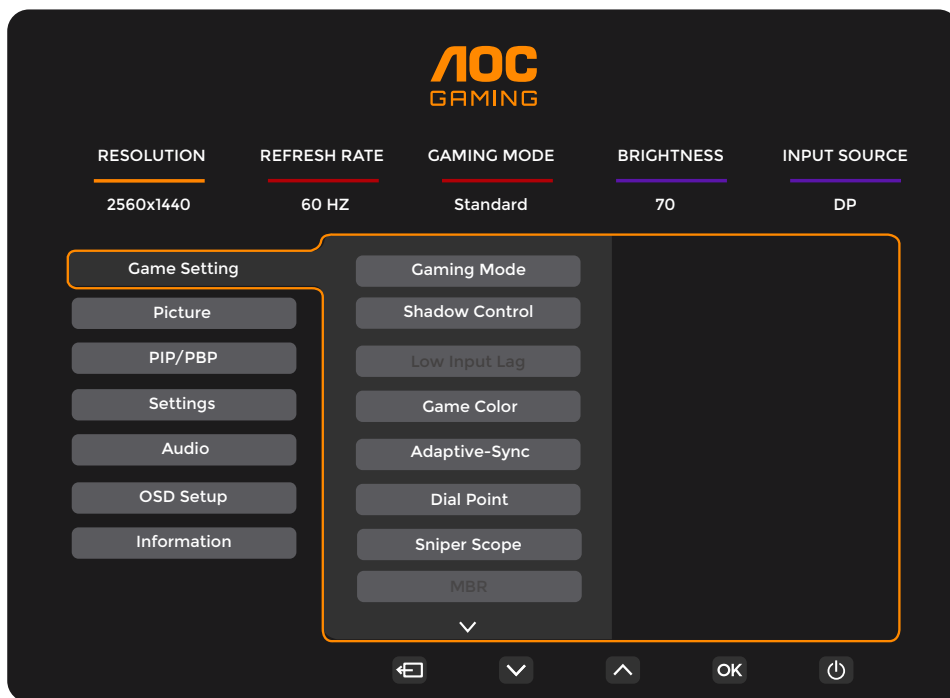 AOC
GAMING
RESOLUTION REFRESH RATE GAMING MODE BRIGHTNESS INPUT SOURCE
2560x1440 60 HZ Standard 70 DP
Game Setting
Picture
PIP/PBP
Settings
Audio
OSD Setup
Information
Gaming Mode
Shadow Control
Low Input Lag
Game Color
Adaptive-Sync
Dial Point
Sniper Scope
MBR
OK